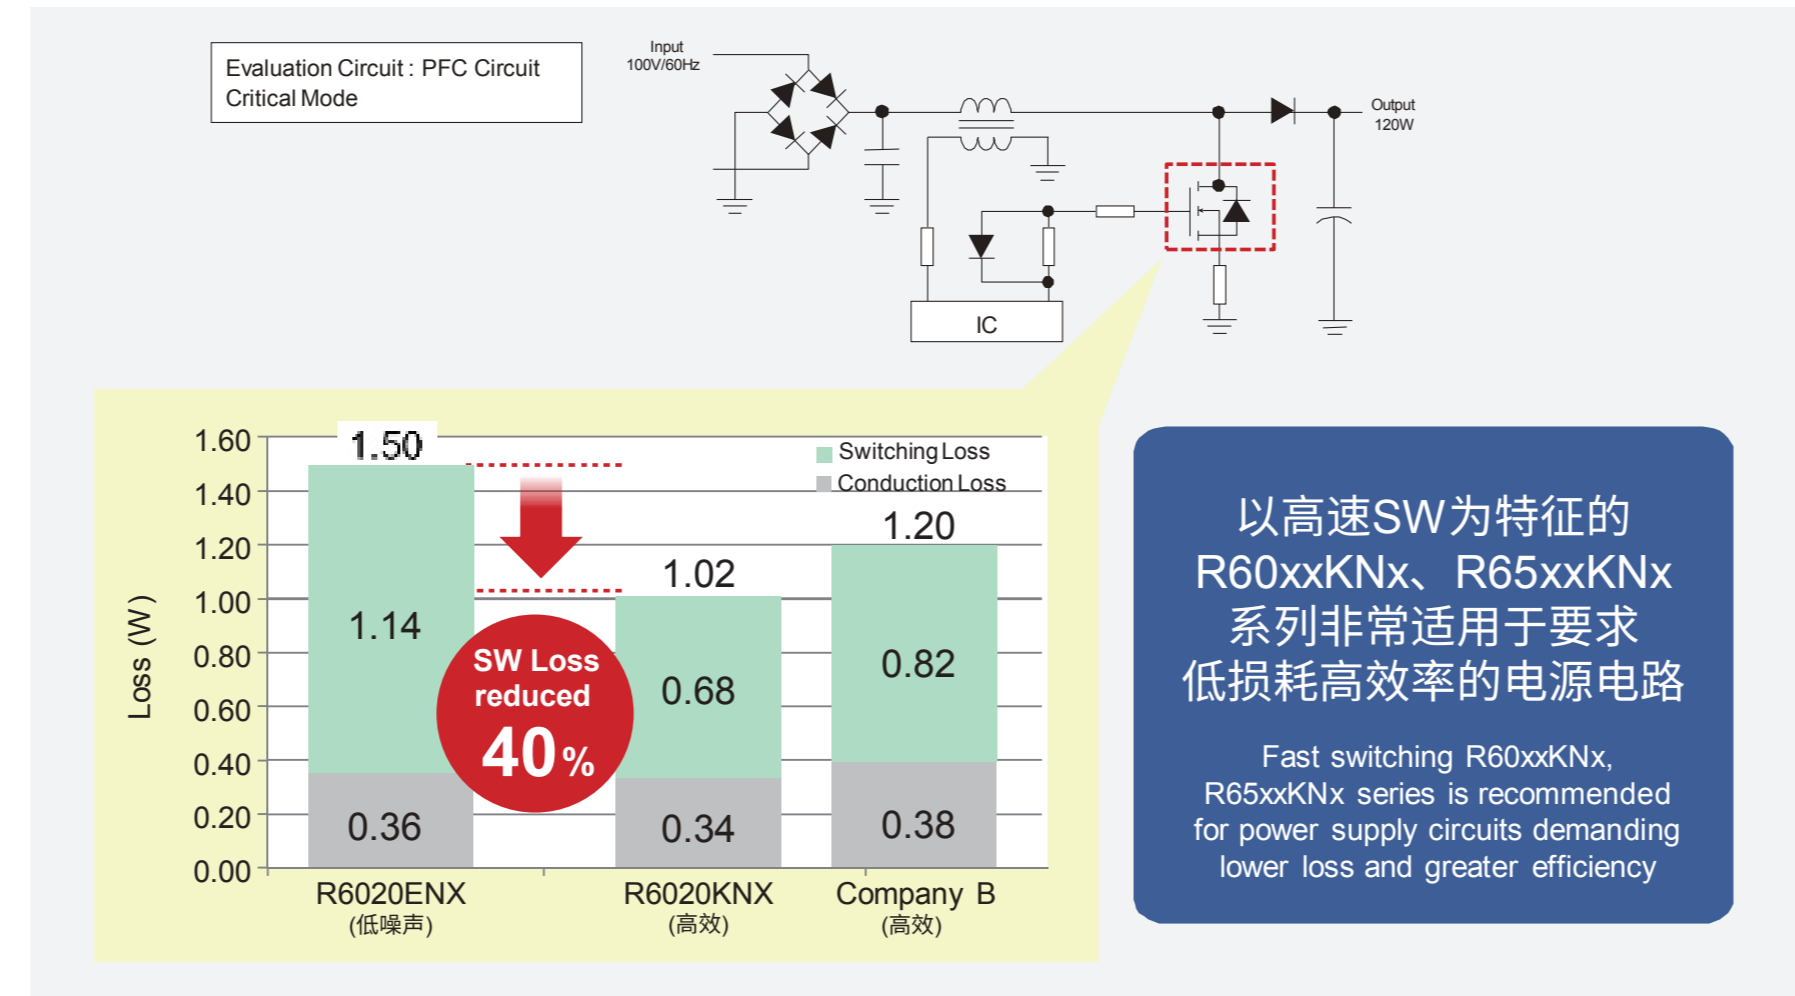 Evaluation Circuit : PFC Circuit
Critical Mode
Input
100V/60Hz
Output
120W
IC
Loss (W)
1.60
1.40
1.20
1.00
0.80
0.60
0.40
0.20
0.00
Switching Loss
Conduction Loss
1.50
1.14
0.36
SW Loss
reduced
40%
1.02
0.68
0.34
1.20
0.82
0.38
R6020ENX
(低噪声)
R6020KNX
(高效)
Company B
(高效)
以高速SW为特征的
R60xxKNx、R65xxKNx
系列非常适用于要求
低损耗高效率的电源电路
Fast switching R60xxKNx,
R65xxKNx series is recommended
for power supply circuits demanding
lower loss and greater efficiency